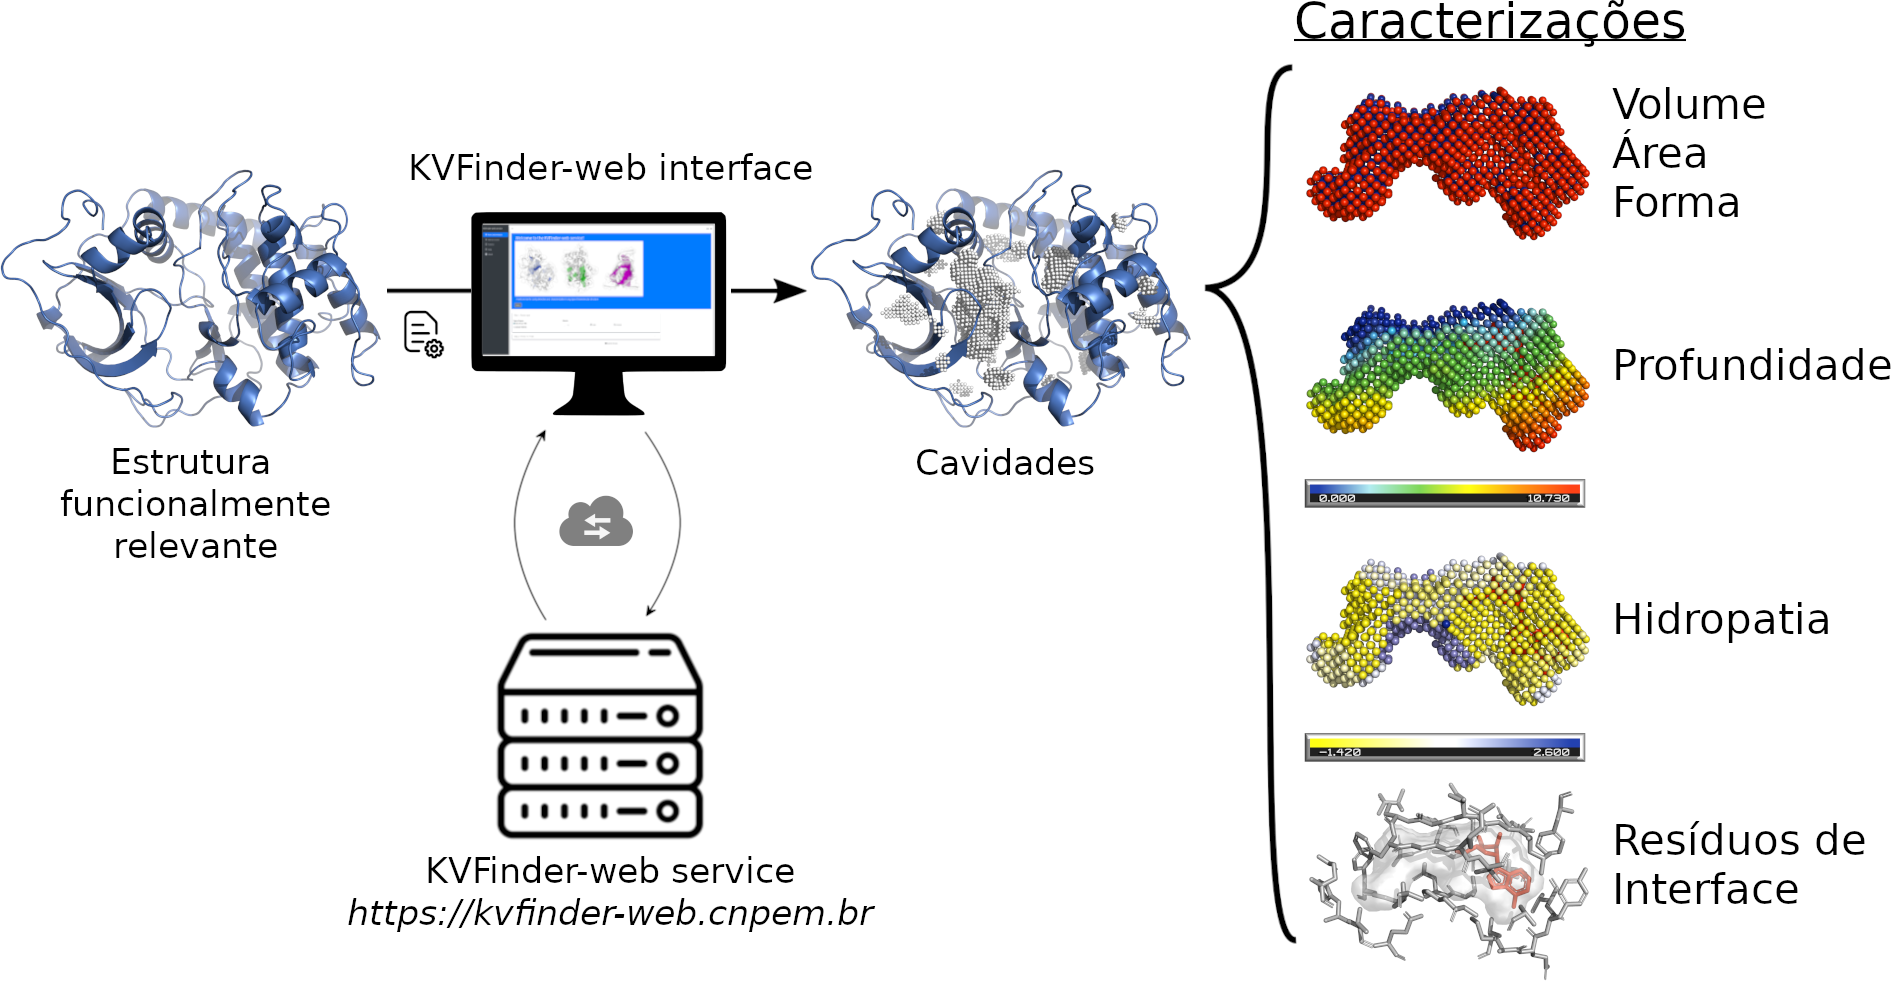 Caracterizações
Volume
Área
Forma
KVFinder-web interface
Profundidade
Estrutura
funcionalmente
relevante
Cavidades
0.000 10.730
Hidropatia
-1.420 2.600
KVFinder-web service
https://kvfinder-web.cnpem.br
Resíduos de
Interface